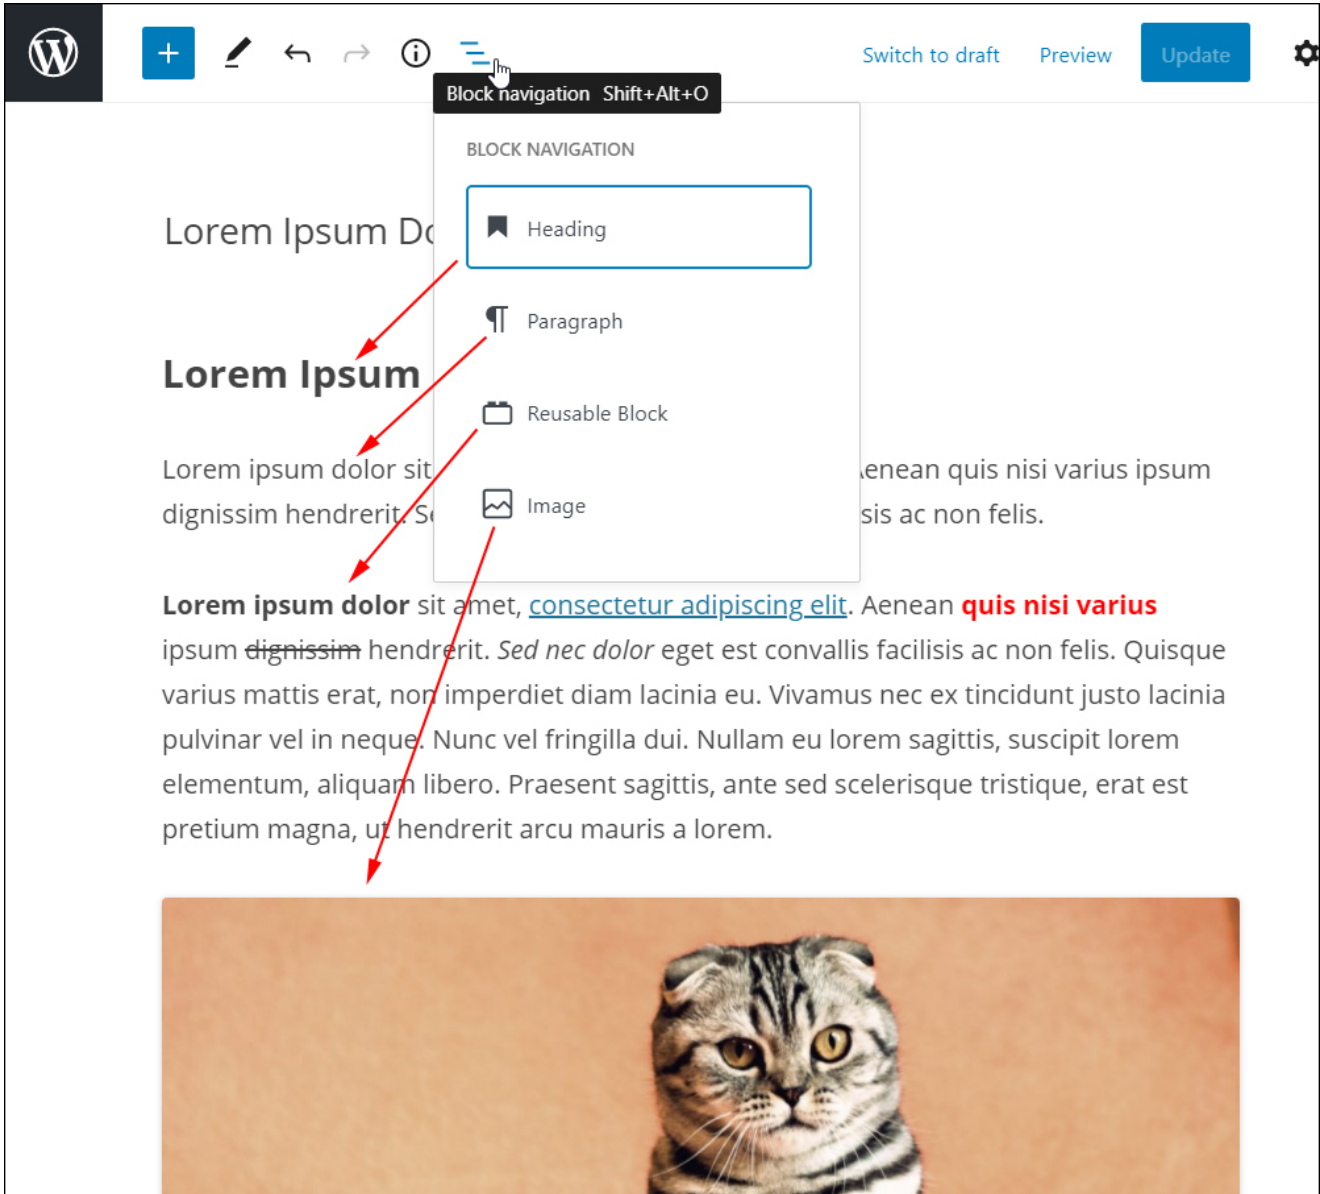 Switch to draft Preview Update
Block navigation Shift+Alt+O
BLOCK NAVIGATION
Heading
Lorem Ipsum
Paragraph
Lorem Ipsum
Reusable Block
Lorem ipsum dolor sit enean quis nisi varius ipsum
dignissim hendrerit. sis ac non felis.
Image
Lorem ipsum dolor sit amet, consectetur adipiscing elit. Aenean quis nisi varius
ipsum dignissim hendrerit. Sed nec dolor eget est convallis facilisis ac non felis. Quisque
varius mattis erat, non imperdiet diam lacinia eu. Vivamus nec ex tincidunt justo lacinia
pulvinar vel in neque. Nunc vel fringilla dui. Nullam eu lorem sagittis, suscipit lorem
elementum, aliquam libero. Praesent sagittis, ante sed scelerisque tristique, erat est
pretium magna, ut hendrerit arcu mauris a lorem.